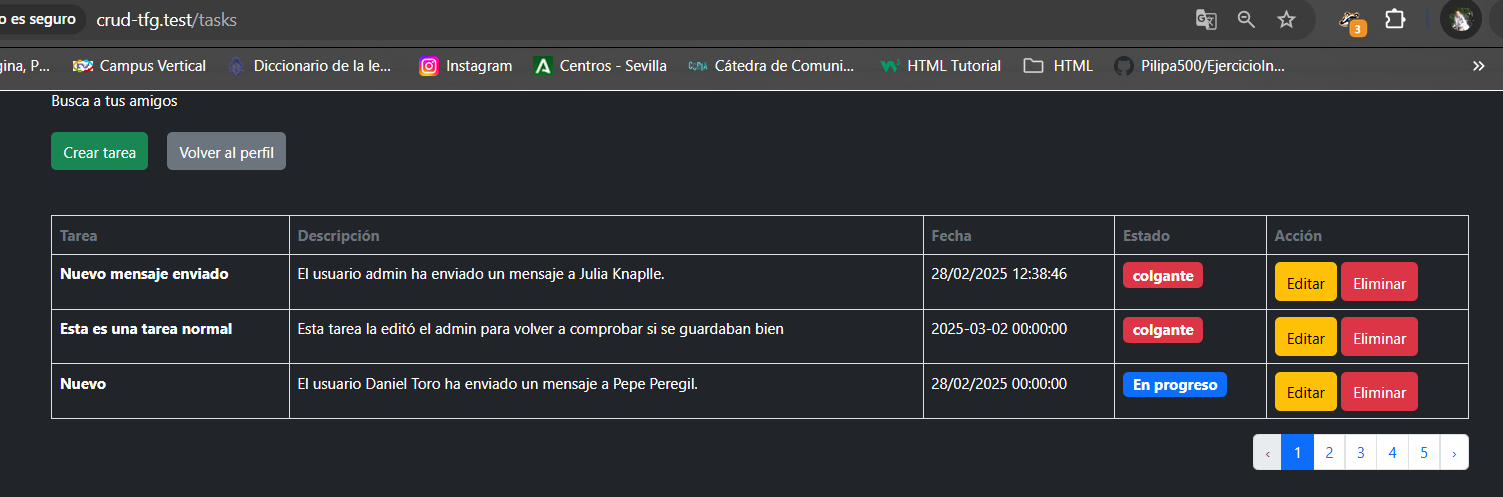 o es seguro crud-tfg.test/tasks 3
gina, P... Campus Vertical Diccionario de la le... Instagram Centros - Sevilla Cátedra de Comuni... HTML Tutorial HTML Pilipa500/EjercicioIn... »
Busca a tus amigos
Crear tarea Volver al perfil
Tarea Descripción Fecha Estado Acción
Nuevo mensaje enviado El usuario admin ha enviado un mensaje a Julia Knaplle. 28/02/2025 12:38:46 colgante Editar Eliminar
Esta es una tarea normal Esta tarea la editó el admin para volver a comprobar si se guardaban bien 2025-03-02 00:00:00 colgante Editar Eliminar
Nuevo El usuario Daniel Toro ha enviado un mensaje a Pepe Peregil. 28/02/2025 00:00:00 En progreso Editar Eliminar
‹ 1 2 3 4 5 ›